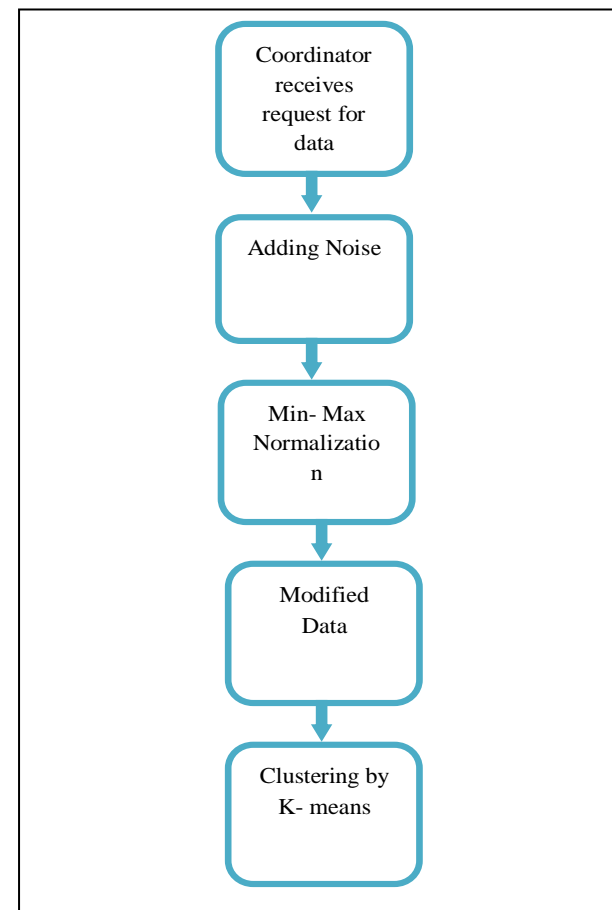 Coordinator
receives
request for
data
Adding Noise
Min- Max
Normalizatio
n
Modified
Data
Clustering by
K- means